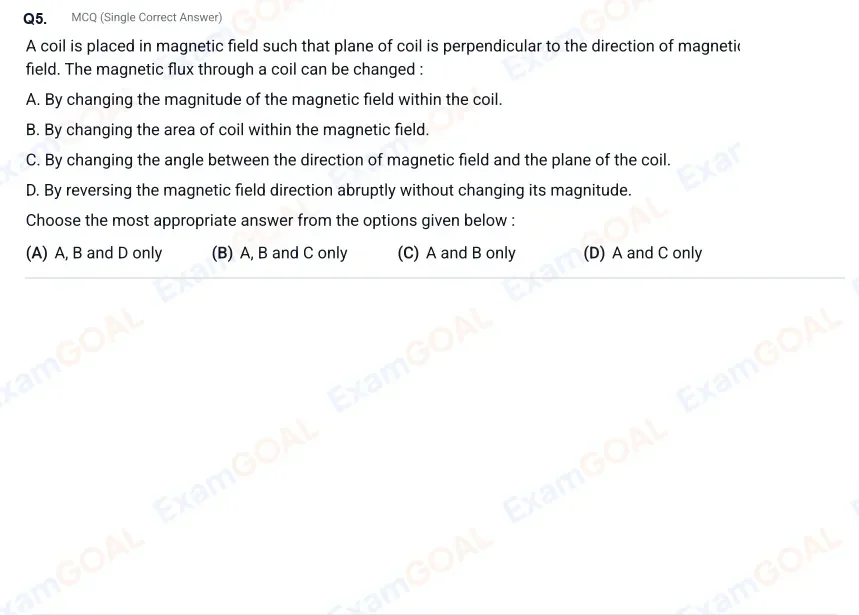 Q5. MCQ (Single Correct Answer)
A coil is placed in magnetic field such that plane of coil is perpendicular to the direction of magnetic
field. The magnetic flux through a coil can be changed :
A. By changing the magnitude of the magnetic field within the coil.
B. By changing the area of coil within the magnetic field.
C. By changing the angle between the direction of magnetic field and the plane of the coil.
D. By reversing the magnetic field direction abruptly without changing its magnitude.
Choose the most appropriate answer from the options given below :
(A) A, B and D only (B) A, B and C only (C) A and B only (D) A and C only
ExamGOAL